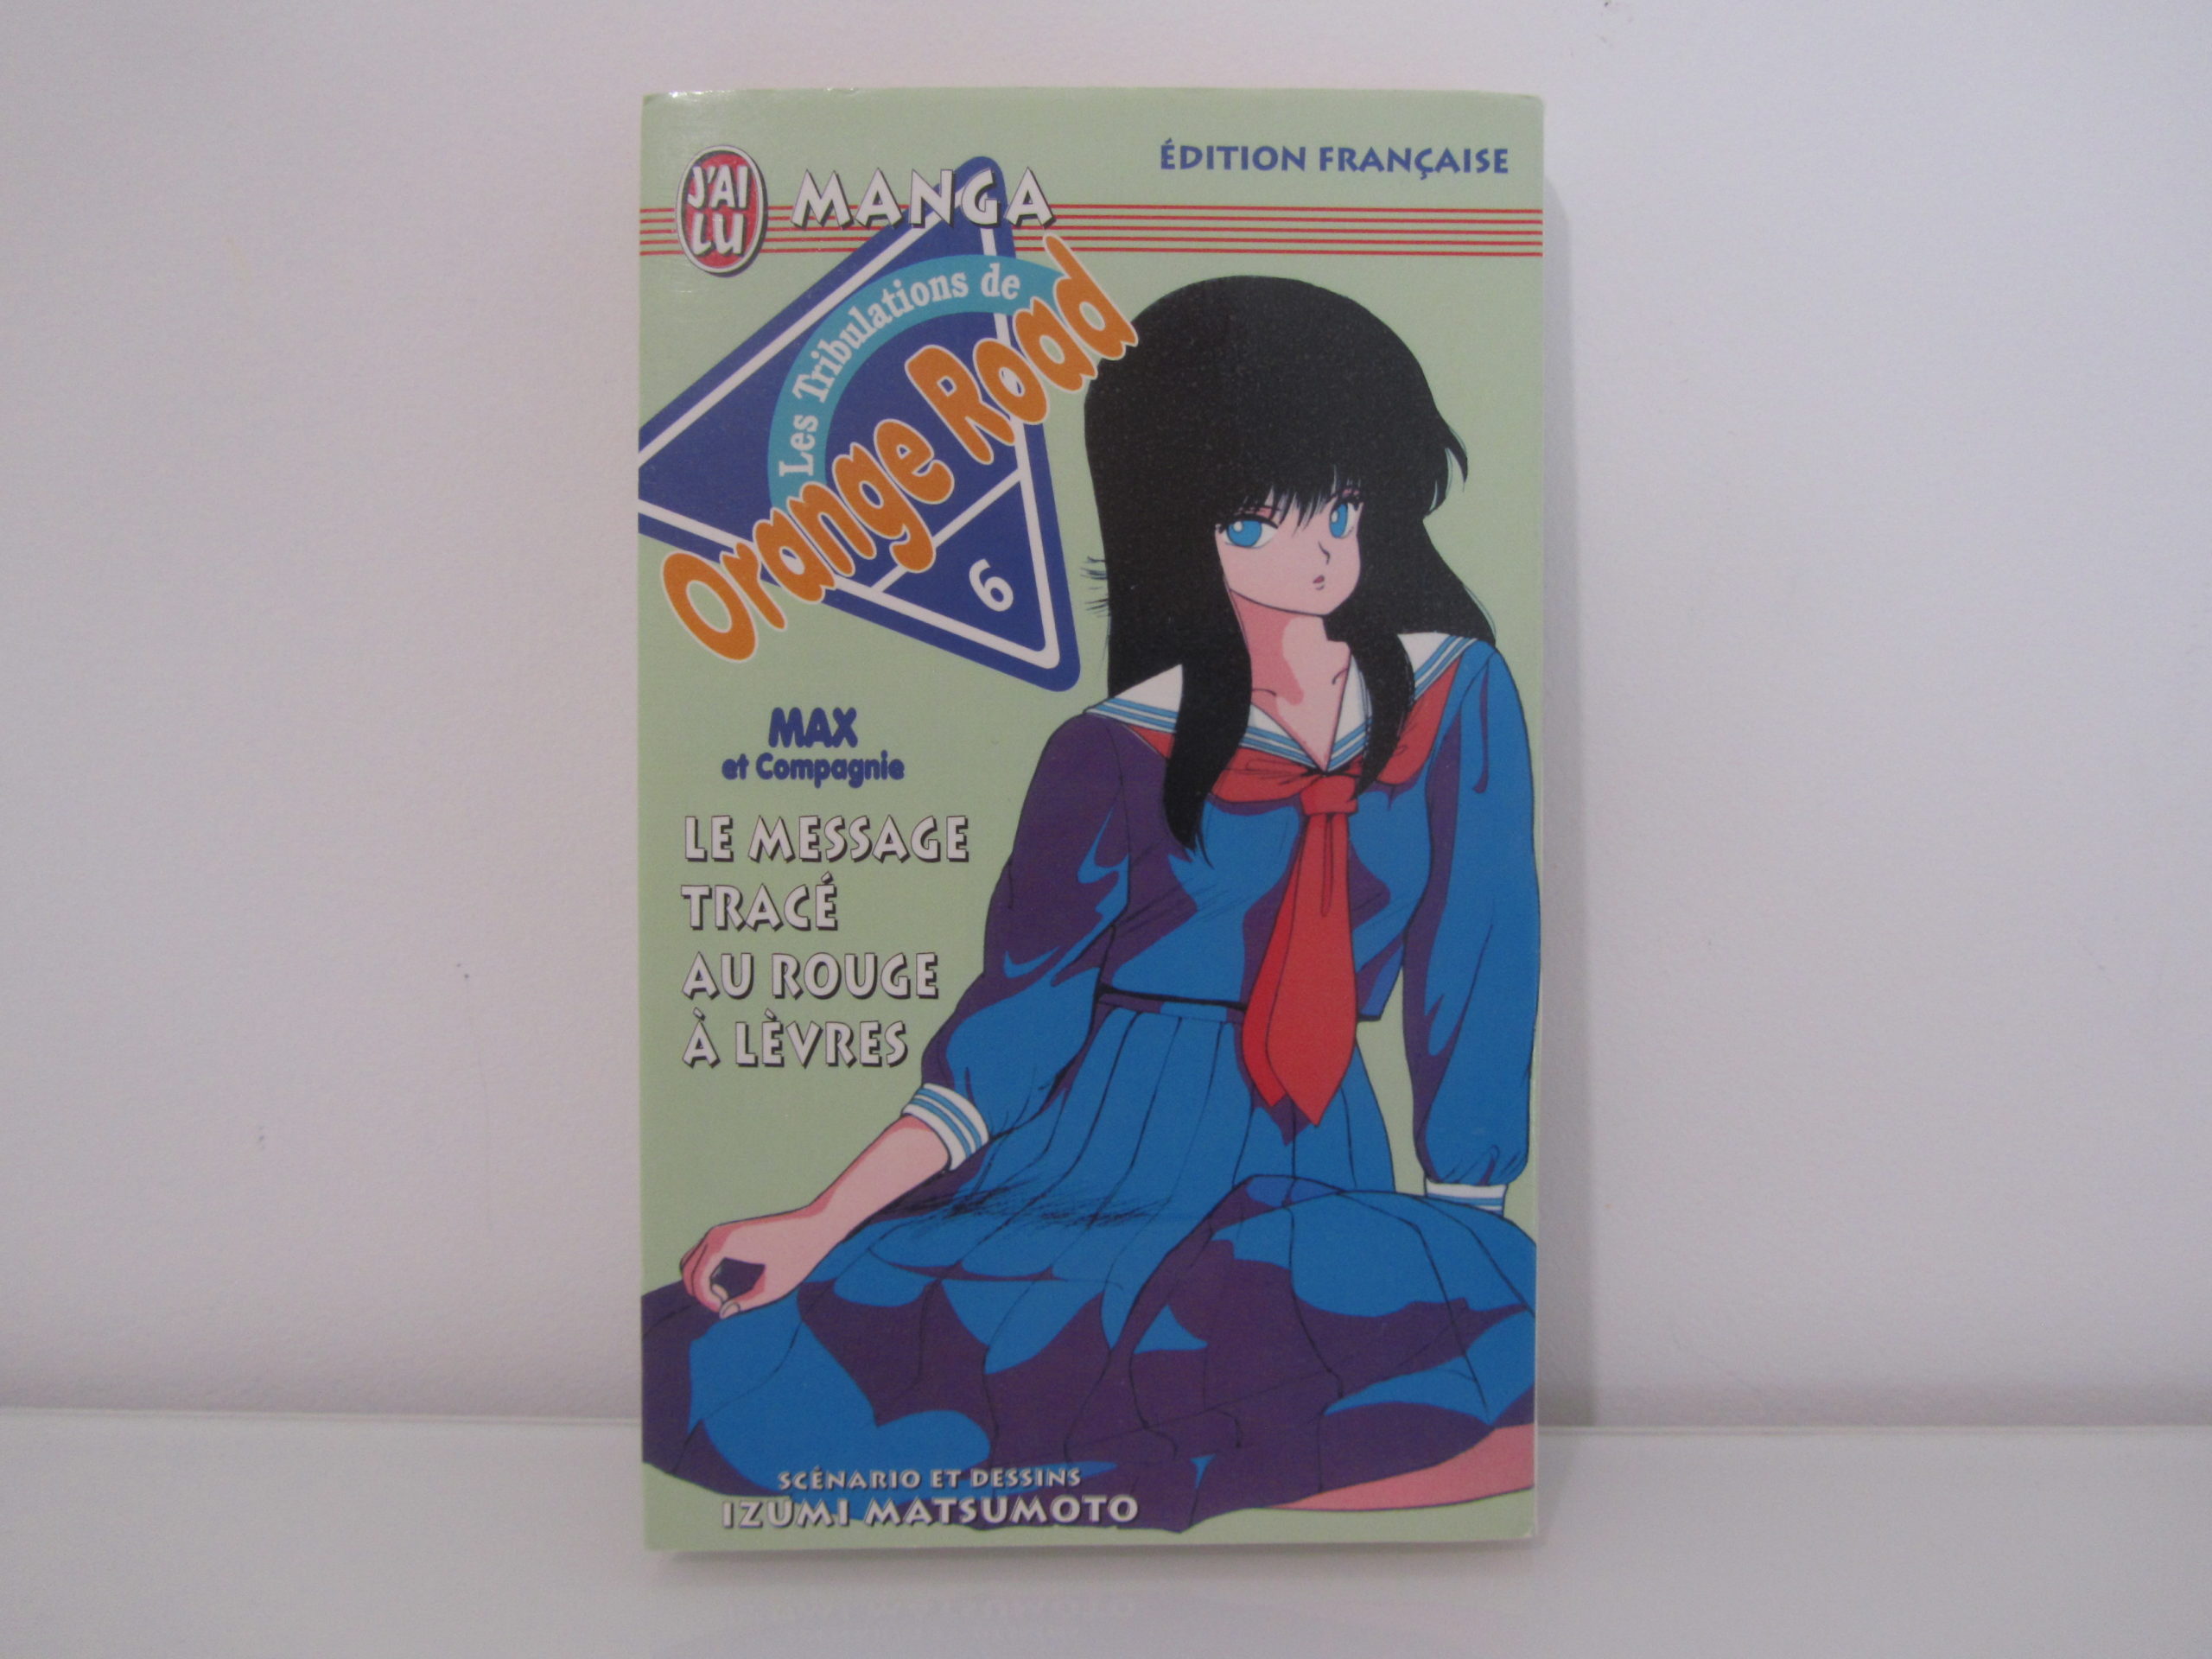 ÉDITION FRANÇAISE
J'AI
LU
MANGA
Les Tribulations de
Orange Road
6
MAX
et Compagnie
LE MESSAGE
TRACÉ
AU ROUGE
À LÈVRES
SCÉNARIO ET DESSINS
IZUMI MATSUMOTO